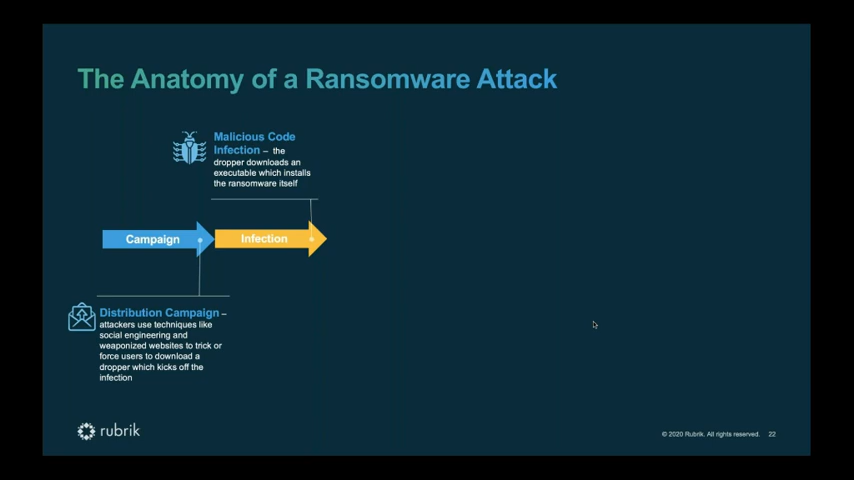 The Anatomy of a Ransomware Attack
Malicious Code
Infection – the
dropper downloads an
executable which installs
the ransomware itself
Campaign
Infection
Distribution Campaign –
attackers use techniques like
social engineering and
weaponized websites to trick or
force users to download a
dropper which kicks off the
infection
rubrik
© 2020 Rubrik. All rights reserved. 22